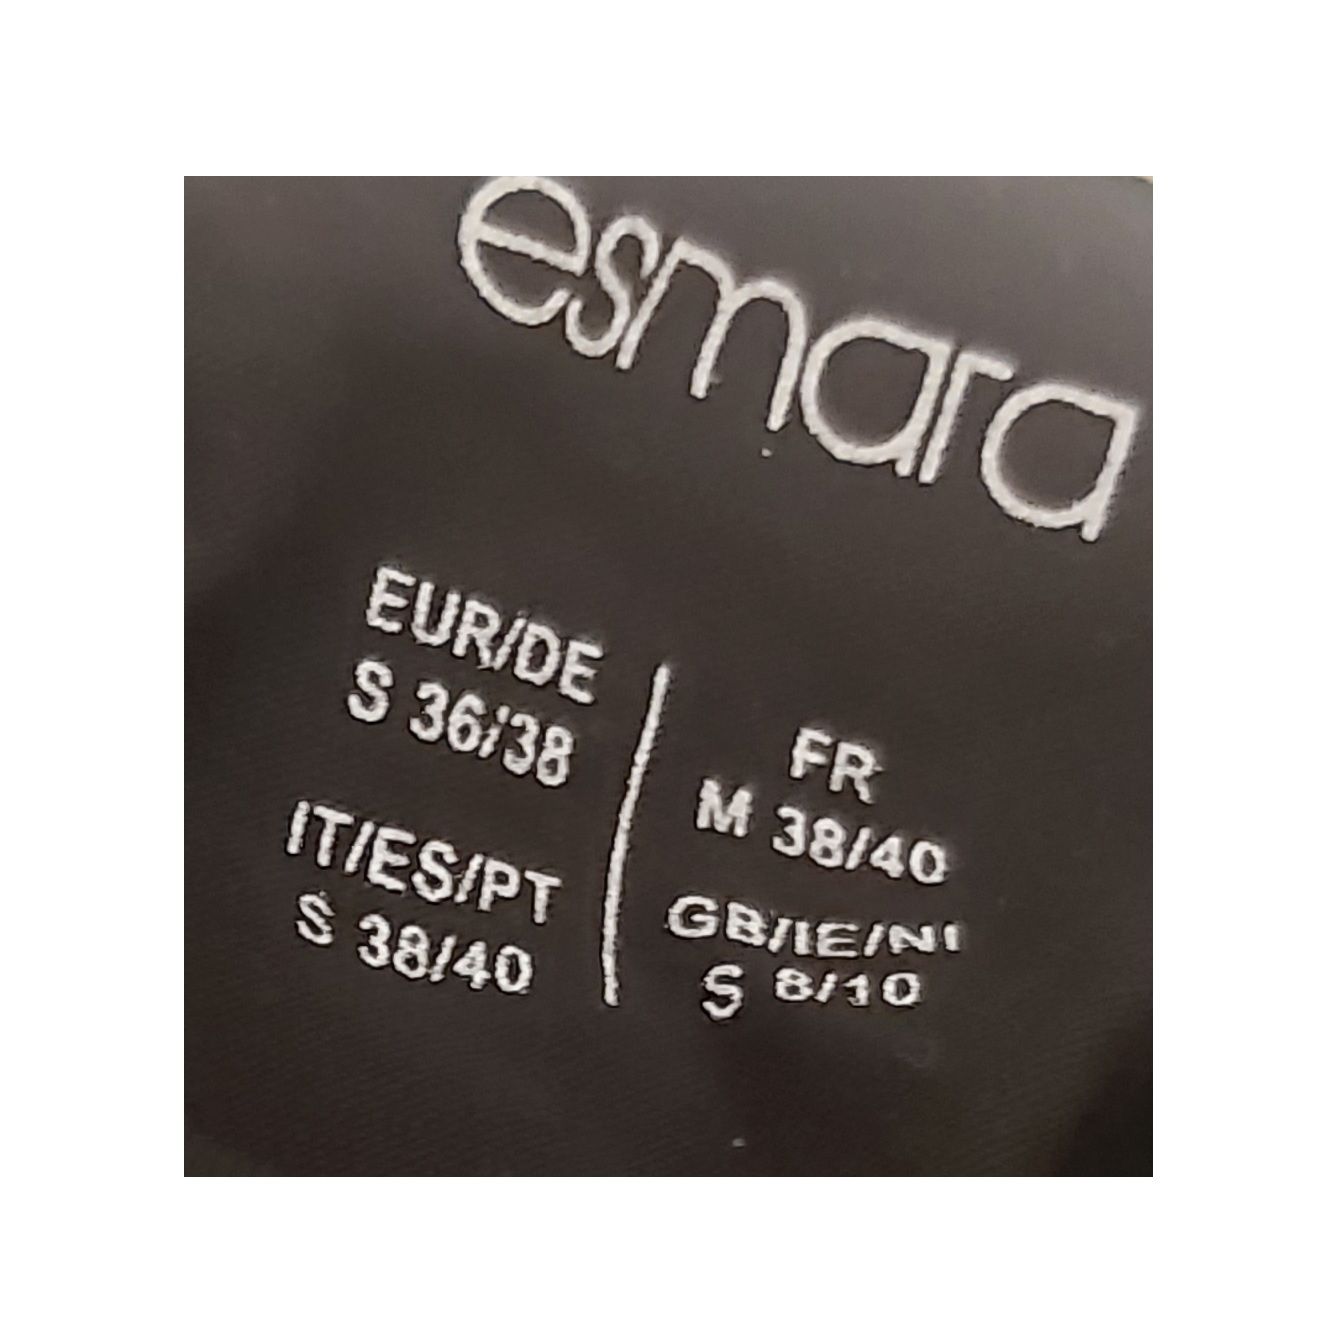 esmara
EUR/DE
S 36/38
IT/ES/PT
S 38/40
FR
M 38/40
GB/IE/NI
S 8/10